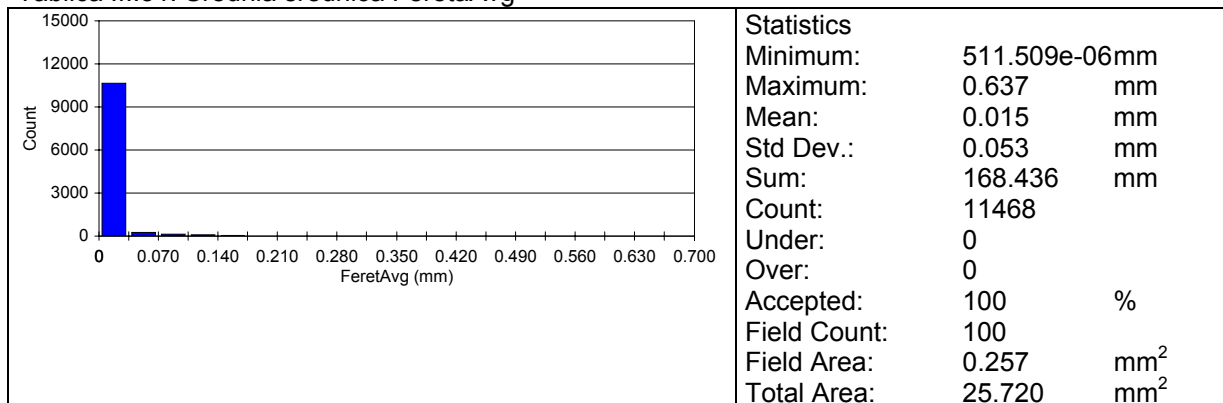 15000
12000
9000
6000
3000
0
Count
0 0.070 0.140 0.210 0.280 0.350 0.420 0.490 0.560 0.630 0.700
FeretAvg (mm)
Statistics
Minimum: 511.509e-06mm
Maximum: 0.637 mm
Mean: 0.015 mm
Std Dev.: 0.053 mm
Sum: 168.436 mm
Count: 11468
Under: 0
Over: 0
Accepted: 100 %
Field Count: 100
Field Area: 0.257 mm²
Total Area: 25.720 mm²